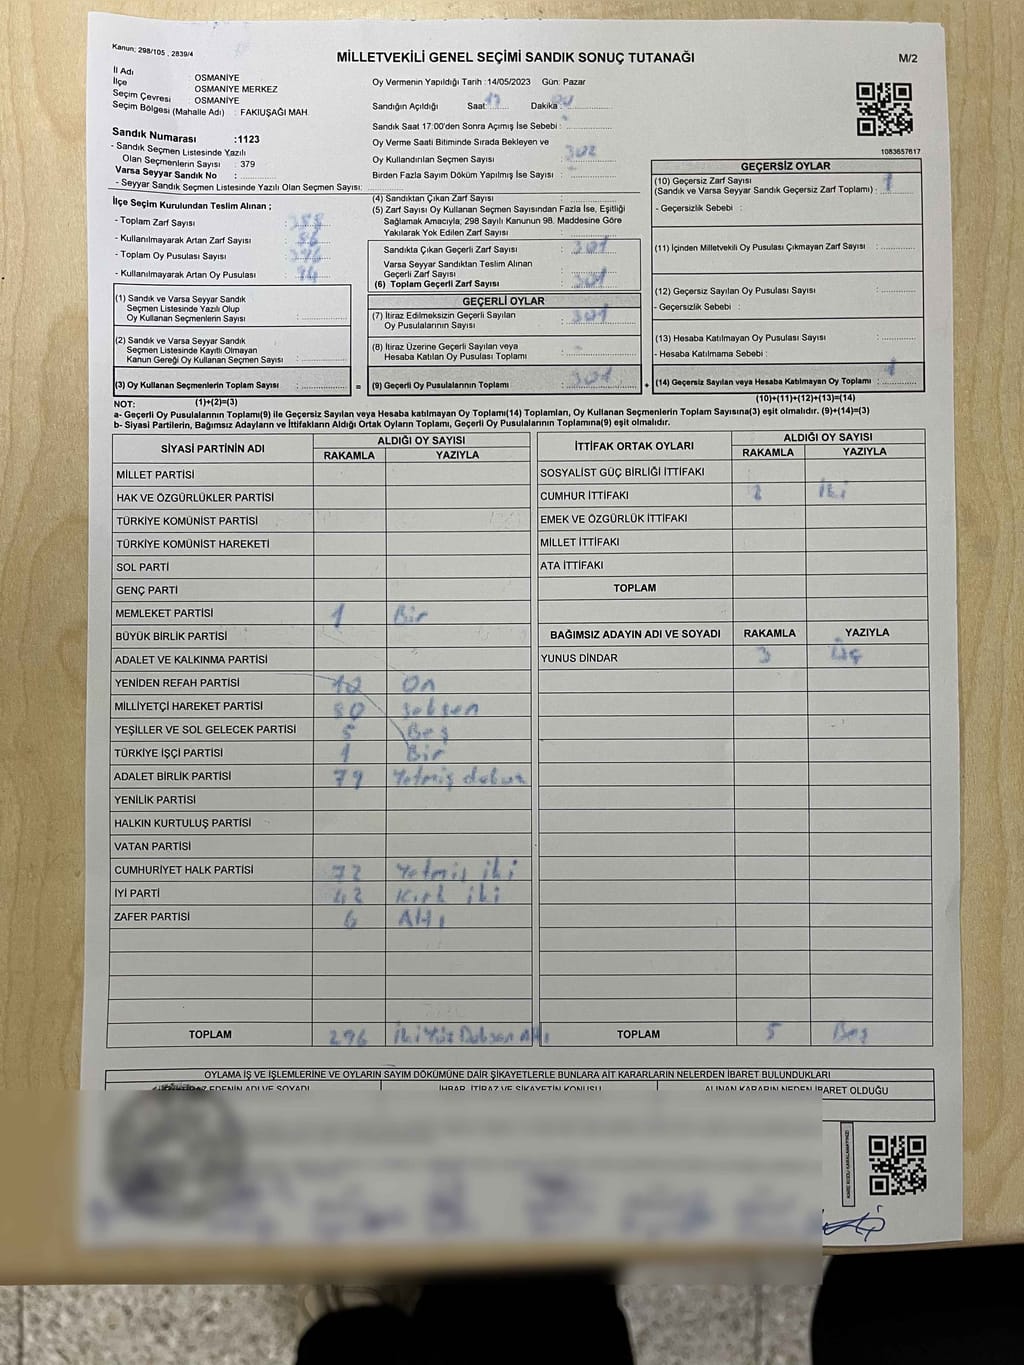 Kanun: 298/105 , 2839/4
MİLLETVEKİLİ GENEL SEÇİMİ SANDIK SONUÇ TUTANAĞI
M/2
İl Adı : OSMANİYE
İlçe : OSMANİYE MERKEZ
Seçim Çevresi : OSMANİYE
Seçim Bölgesi (Mahalle Adı) : FAKIUŞAĞI MAH.
Sandık Numarası :1123
- Sandık Seçmen Listesinde Yazılı
Olan Seçmenlerin Sayısı : 379
Varsa Seyyar Sandık No :
- Seyyar Sandık Seçmen Listesinde Yazılı Olan Seçmen Sayısı:
İlçe Seçim Kurulundan Teslim Alınan ;
- Toplam Zarf Sayısı : 388
- Kullanılmayarak Artan Zarf Sayısı : 86
- Toplam Oy Pusulası Sayısı :
- Kullanılmayarak Artan Oy Pusulası : 94
Oy Vermenin Yapıldığı Tarih :14/05/2023 Gün: Pazar
Sandığın Açıldığı Saat: 17 Dakika:
Sandık Saat 17:00'den Sonra Açımış İse Sebebi :
Oy Verme Saati Bitiminde Sırada Bekleyen ve
Oy Kullandırılan Seçmen Sayısı : 302
Birden Fazla Sayım Döküm Yapılmış İse Sayısı :
(4) Sandıktan Çıkan Zarf Sayısı :
(5) Zarf Sayısı Oy Kullanan Seçmen Sayısından Fazla İse, Eşitliği
Sağlamak Amacıyla; 298 Sayılı Kanunun 98. Maddesine Göre
Yakılarak Yok Edilen Zarf Sayısı :
Sandıkta Çıkan Geçerli Zarf Sayısı : 301
Varsa Seyyar Sandıktan Teslim Alınan
Geçerli Zarf Sayısı :
(6) Toplam Geçerli Zarf Sayısı : 301
GEÇERLİ OYLAR
(7) İtiraz Edilmeksizin Geçerli Sayılan
Oy Pusulalarının Sayısı : 301
(8) İtiraz Üzerine Geçerli Sayılan veya
Hesaba Katılan Oy Pusulası Toplamı : -
(9) Geçerli Oy Pusulalarının Toplamı : 301
1083657617
GEÇERSİZ OYLAR
(10) Geçersiz Zarf Sayısı
(Sandık ve Varsa Seyyar Sandık Geçersiz Zarf Toplamı) : 1
- Geçersizlik Sebebi :
(11) İçinden Milletvekili Oy Pusulası Çıkmayan Zarf Sayısı :
(12) Geçersiz Sayılan Oy Pusulası Sayısı :
- Geçersizlik Sebebi :
(13) Hesaba Katılmayan Oy Pusulası Sayısı :
- Hesaba Katılmama Sebebi :
(14) Geçersiz Sayılan veya Hesaba Katılmayan Oy Toplamı : 1
(10)+(11)+(12)+(13)=(14)
(1) Sandık ve Varsa Seyyar Sandık
Seçmen Listesinde Yazılı Olup
Oy Kullanan Seçmenlerin Sayısı :
(2) Sandık ve Varsa Seyyar Sandık
Seçmen Listesinde Kayıtlı Olmayan
Kanun Gereği Oy Kullanan Seçmen Sayısı :
(3) Oy Kullanan Seçmenlerin Toplam Sayısı : = +
NOT: (1)+(2)=(3)
a- Geçerli Oy Pusulalarının Toplamı(9) ile Geçersiz Sayılan veya Hesaba katılmayan Oy Toplamı(14) Toplamları, Oy Kullanan Seçmenlerin Toplam Sayısına(3) eşit olmalıdır. (9)+(14)=(3)
b- Siyasi Partilerin, Bağımsız Adayların ve İttifakların Aldığı Ortak Oyların Toplamı, Geçerli Oy Pusulalarının Toplamına(9) eşit olmalıdır.
SİYASİ PARTİNİN ADI ALDIĞI OY SAYISI
RAKAMLA YAZIYLA
MİLLET PARTİSİ
HAK VE ÖZGÜRLÜKLER PARTİSİ
TÜRKİYE KOMÜNİST PARTİSİ
TÜRKİYE KOMÜNİST HAREKETİ
SOL PARTİ
GENÇ PARTİ
MEMLEKET PARTİSİ 1 Bir
BÜYÜK BİRLİK PARTİSİ
ADALET VE KALKINMA PARTİSİ
YENİDEN REFAH PARTİSİ 10 On
MİLLİYETÇİ HAREKET PARTİSİ 80 Seksen
YEŞİLLER VE SOL GELECEK PARTİSİ 5 Beş
TÜRKİYE İŞÇİ PARTİSİ 1 Bir
ADALET BİRLİK PARTİSİ 79 Yetmiş dokuz
YENİLİK PARTİSİ
HALKIN KURTULUŞ PARTİSİ
VATAN PARTİSİ
CUMHURİYET HALK PARTİSİ 72 Yetmiş iki
İYİ PARTİ 42 Kırk iki
ZAFER PARTİSİ 6 Altı
TOPLAM 296 İki Yüz Doksan Altı
İTTİFAK ORTAK OYLARI ALDIĞI OY SAYISI
RAKAMLA YAZIYLA
SOSYALİST GÜÇ BİRLİĞİ İTTİFAKI
CUMHUR İTTİFAKI 2 İki
EMEK VE ÖZGÜRLÜK İTTİFAKI
MİLLET İTTİFAKI
ATA İTTİFAKI
TOPLAM
BAĞIMSIZ ADAYIN ADI VE SOYADI RAKAMLA YAZIYLA
YUNUS DİNDAR 3 Üç
TOPLAM 5 Beş
OYLAMA İŞ VE İŞLEMLERİNE VE OYLARIN SAYIM DÖKÜMÜNE DAİR ŞİKAYETLERLE BUNLARA AİT KARARLARIN NELERDEN İBARET BULUNDUKLARI
EDENİN ADI VE SOYADI İHBAR, İTİRAZ VE ŞİKAYETİN KONUSU ALINAN KARARIN NEDEN İBARET OLDUĞU